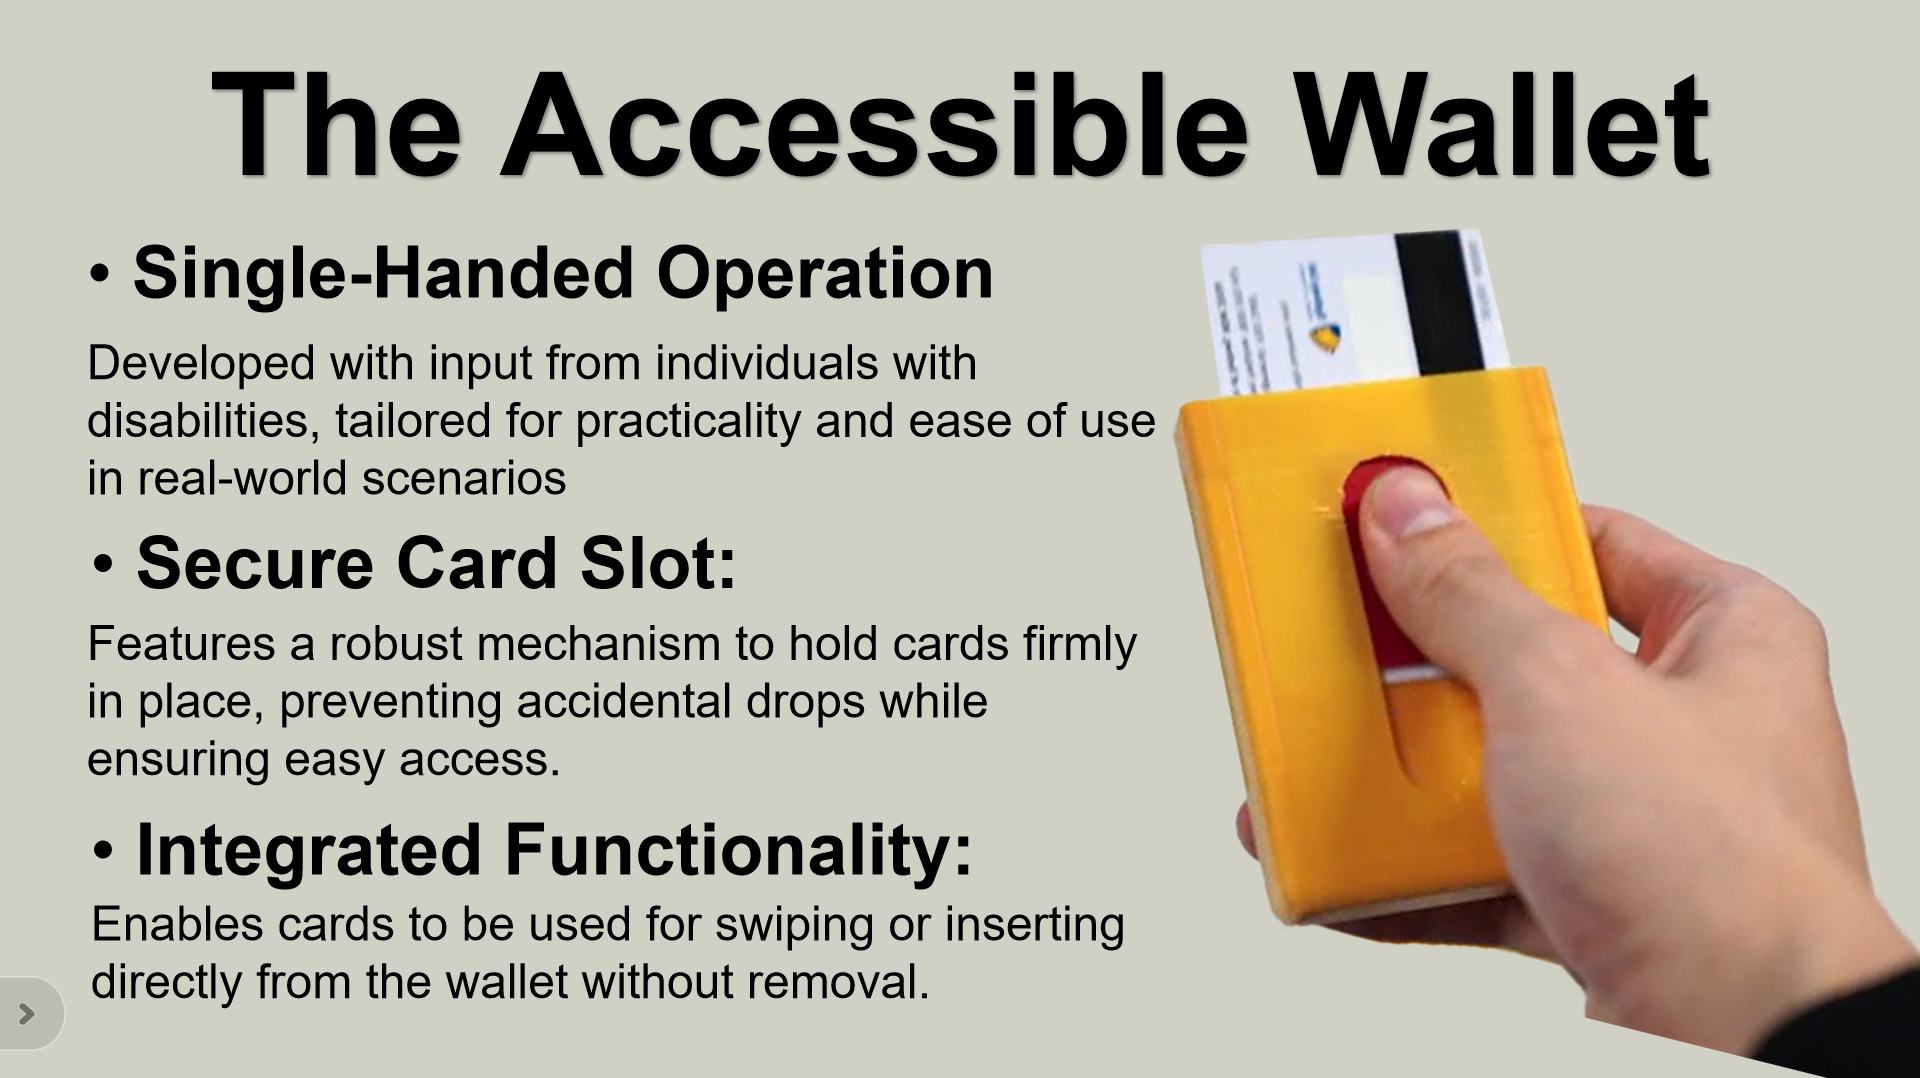 The Accessible Wallet
• Single-Handed Operation
Developed with input from individuals with
disabilities, tailored for practicality and ease of use
in real-world scenarios
• Secure Card Slot:
Features a robust mechanism to hold cards firmly
in place, preventing accidental drops while
ensuring easy access.
• Integrated Functionality:
Enables cards to be used for swiping or inserting
directly from the wallet without removal.